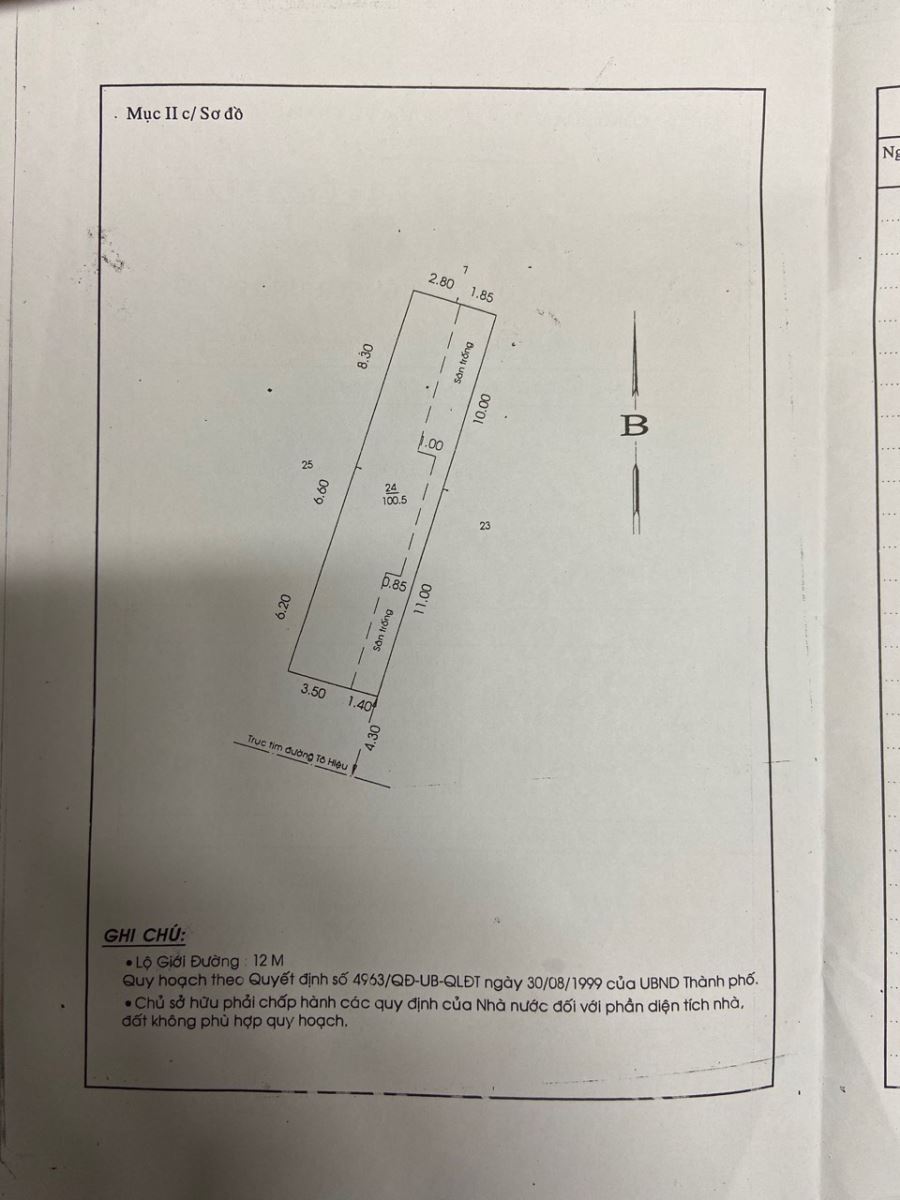 Mục II c/ Sơ đồ
Ng
7
2.80
1.85
8.30
Sân trống
10.00
1.00
B
25
6.60
24
100.5
23
0.85
11.00
6.20
Sân trống
3.50
1.40
4.30
Trục tim đường Tô Hiệu
GHI CHÚ:
• Lộ Giới Đường : 12 M
Quy hoạch theo Quyết định số 4963/QĐ-UB-QLĐT ngày 30/08/1999 của UBND Thành phố.
• Chủ sở hữu phải chấp hành các quy định của Nhà nước đối với phần diện tích nhà,
đất không phù hợp quy hoạch.